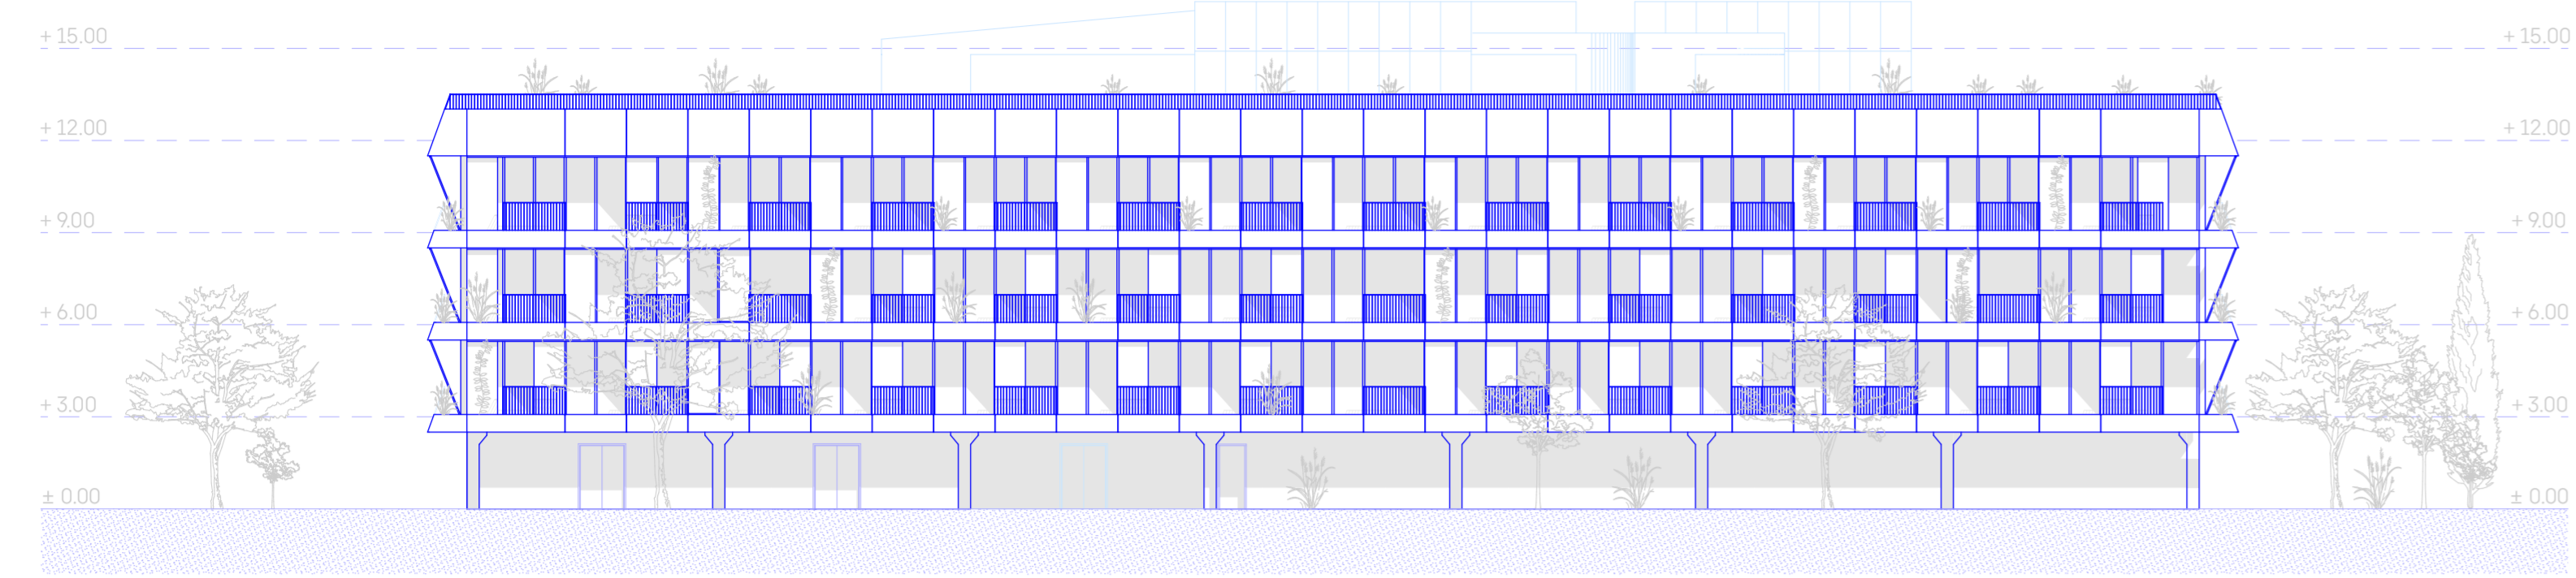 + 15.00 + 15.00
+ 12.00 + 12.00
+ 9.00 + 9.00
+ 6.00 + 6.00
+ 3.00 + 3.00
± 0.00 ± 0.00